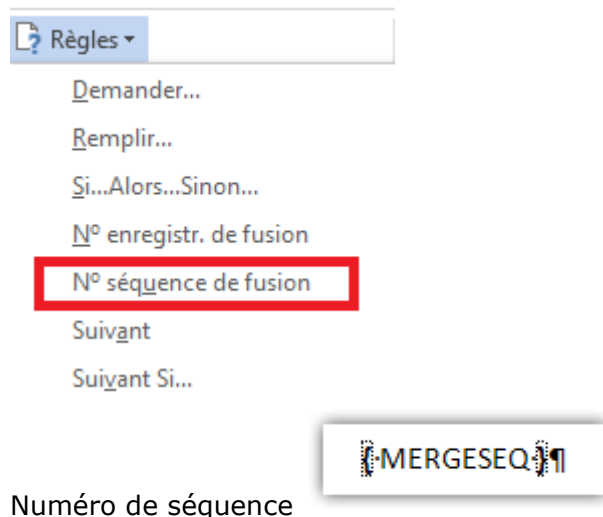 Règles
Demander...
Remplir...
Si...Alors...Sinon...
Nº enregistr. de fusion
Nº séquence de fusion
Suivant
Suivant Si...
{·MERGESEQ·}¶
Numéro de séquence